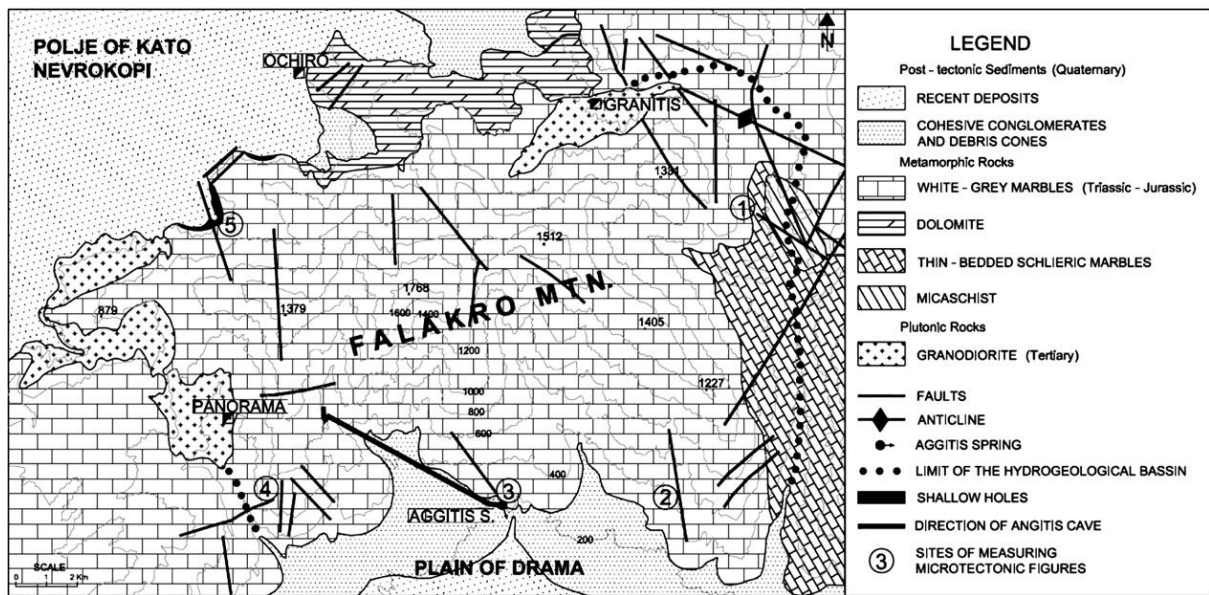 POLJE OF KATO
NEVROKOPI
OCHIRO
GRANITIS
N
1331
1
5
1512
1768
879
1379
1600 1400
FALAKRO MTN.
1405
1200
1227
1000
PANORAMA
800
600
400
4
3
2
AGGITIS S.
200
SCALE
0 1 2 Km
PLAIN OF DRAMA
LEGEND
Post - tectonic Sediments (Quaternary)
RECENT DEPOSITS
COHESIVE CONGLOMERATES
AND DEBRIS CONES
Metamorphic Rocks
WHITE - GREY MARBLES (Triassic - Jurassic)
DOLOMITE
THIN - BEDDED SCHLIERIC MARBLES
MICASCHIST
Plutonic Rocks
GRANODIORITE (Tertiary)
FAULTS
ANTICLINE
AGGITIS SPRING
LIMIT OF THE HYDROGEOLOGICAL BASSIN
SHALLOW HOLES
DIRECTION OF ANGITIS CAVE
3
SITES OF MEASURING
MICROTECTONIC FIGURES